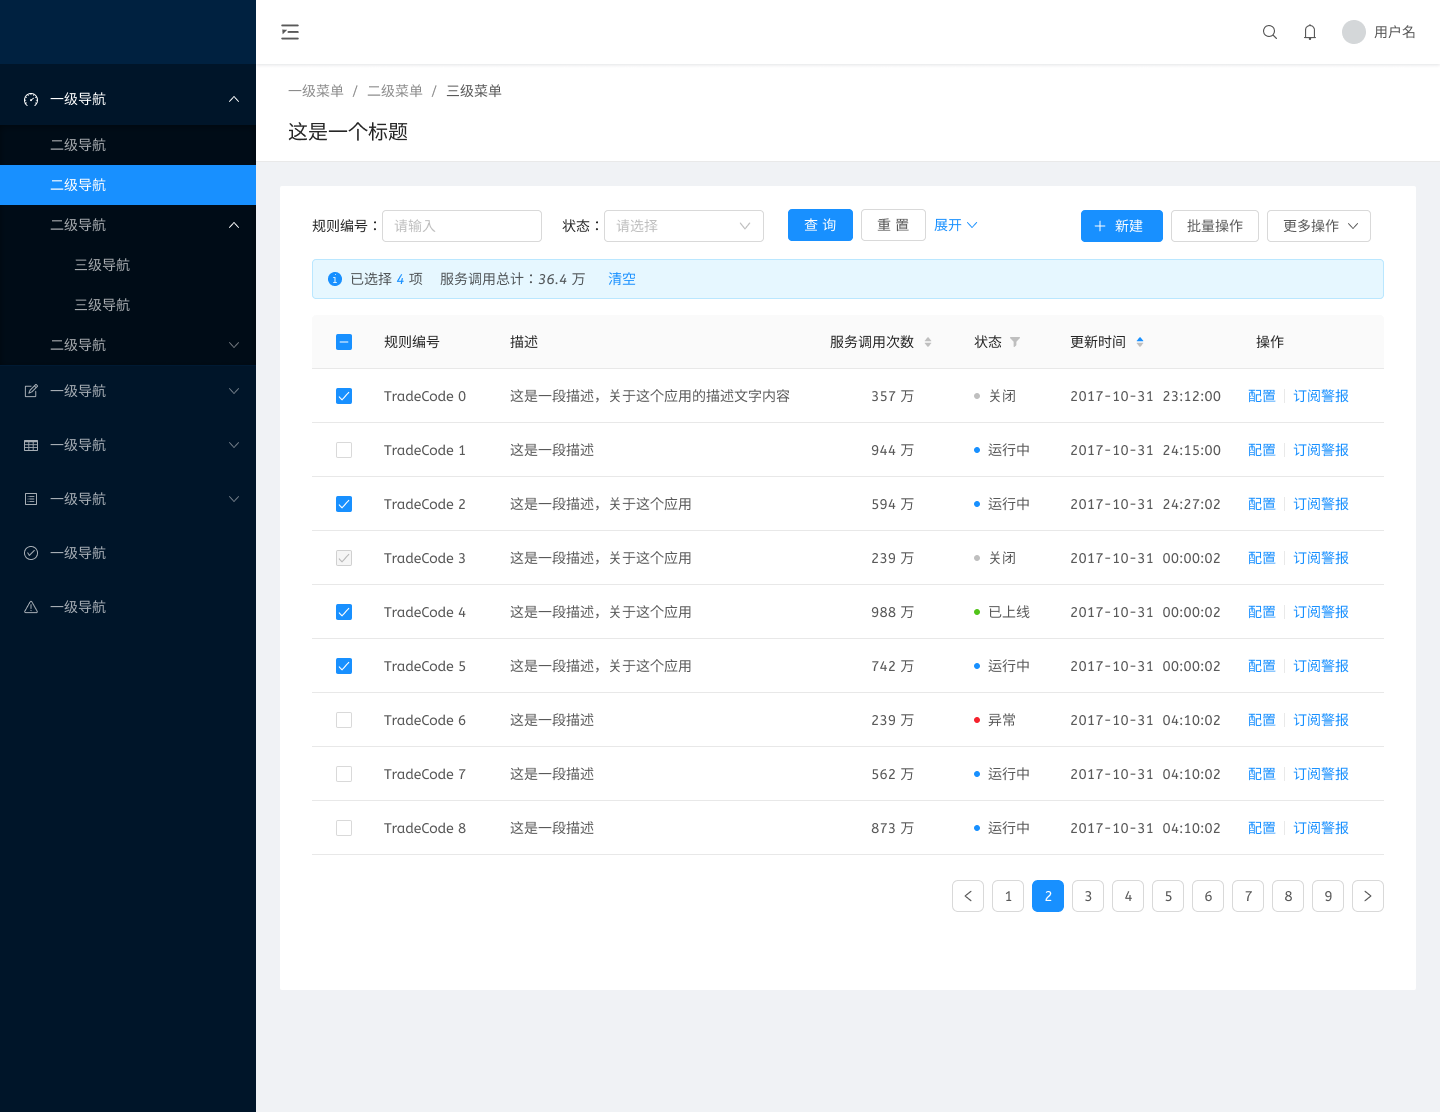 用户名
一级导航
二级导航
二级导航
二级导航
三级导航
三级导航
二级导航
一级导航
一级导航
一级导航
一级导航
一级导航
一级菜单 / 二级菜单 / 三级菜单
这是一个标题
规则编号： 请输入 状态： 请选择 查 询 重 置 展开 新建 批量操作 更多操作
已选择 4 项 服务调用总计：36.4 万 清空
规则编号 描述 服务调用次数 状态 更新时间 操作
TradeCode 0 这是一段描述，关于这个应用的描述文字内容 357 万 关闭 2017-10-31 23:12:00 配置 订阅警报
TradeCode 1 这是一段描述 944 万 运行中 2017-10-31 24:15:00 配置 订阅警报
TradeCode 2 这是一段描述，关于这个应用 594 万 运行中 2017-10-31 24:27:02 配置 订阅警报
TradeCode 3 这是一段描述，关于这个应用 239 万 关闭 2017-10-31 00:00:02 配置 订阅警报
TradeCode 4 这是一段描述，关于这个应用 988 万 已上线 2017-10-31 00:00:02 配置 订阅警报
TradeCode 5 这是一段描述，关于这个应用 742 万 运行中 2017-10-31 00:00:02 配置 订阅警报
TradeCode 6 这是一段描述 239 万 异常 2017-10-31 04:10:02 配置 订阅警报
TradeCode 7 这是一段描述 562 万 运行中 2017-10-31 04:10:02 配置 订阅警报
TradeCode 8 这是一段描述 873 万 运行中 2017-10-31 04:10:02 配置 订阅警报
1 2 3 4 5 6 7 8 9